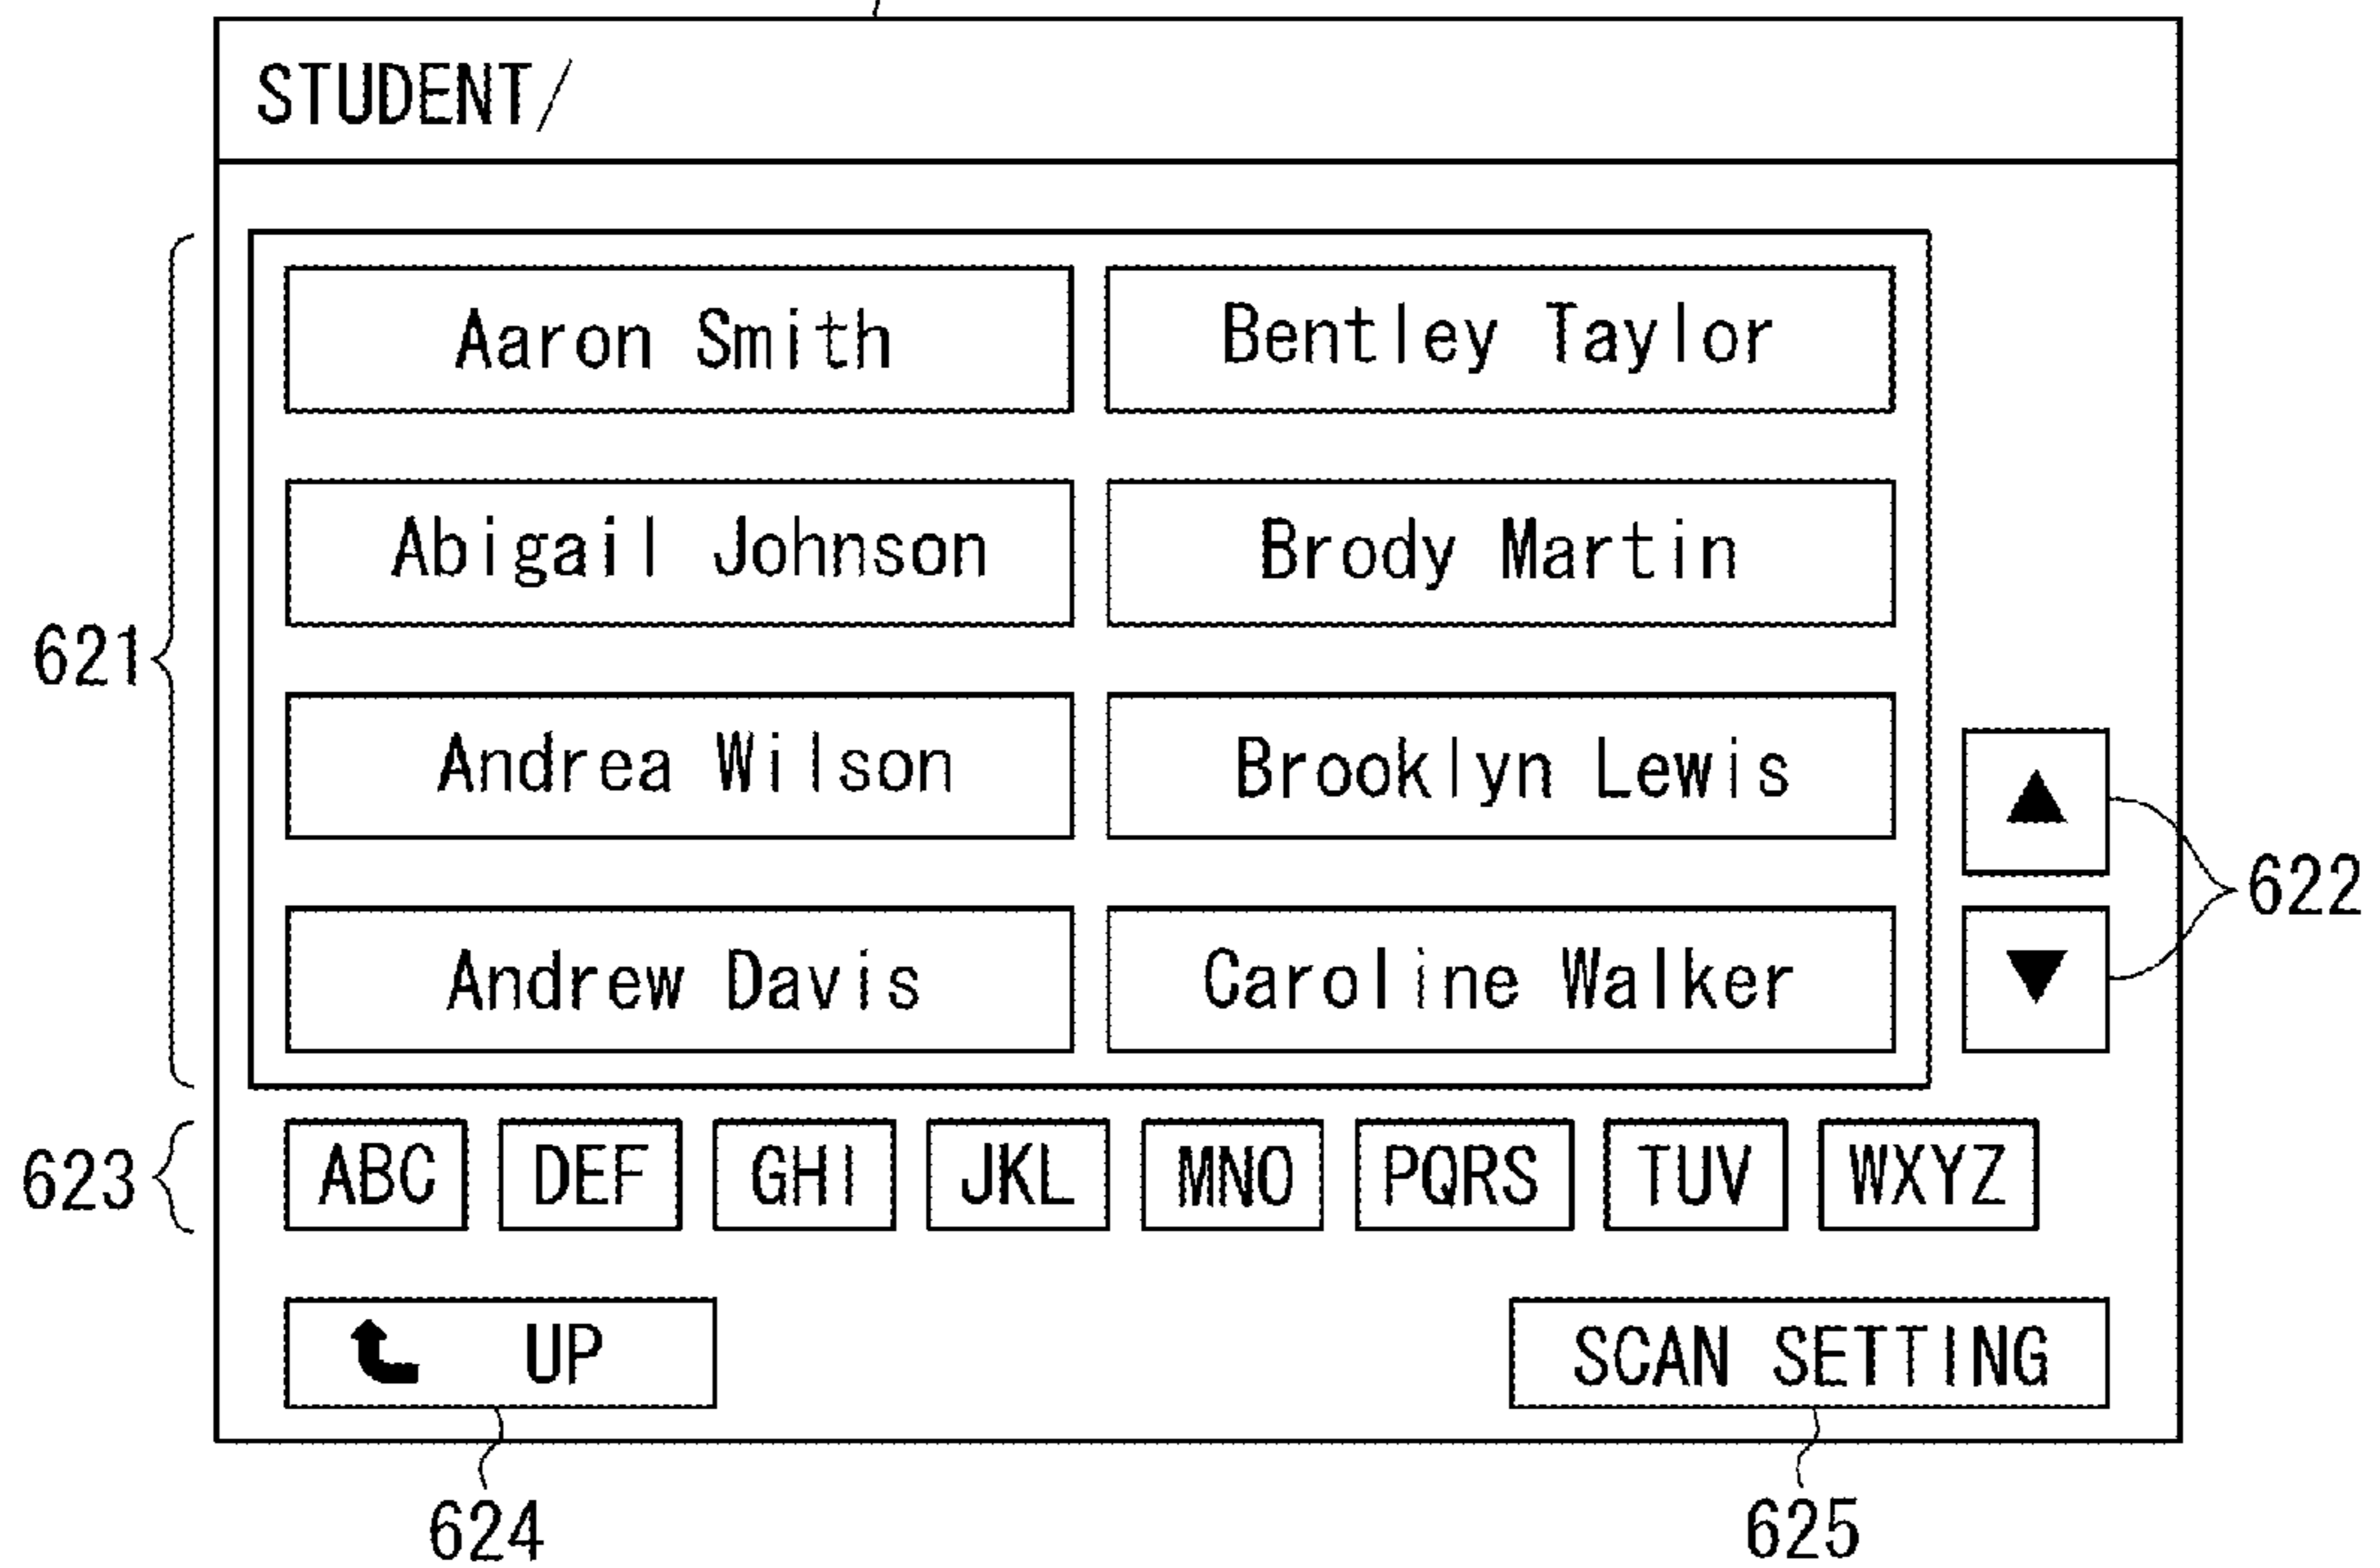 STUDENT/
Aaron Smith Bentley Taylor
Abigail Johnson Brody Martin
621
Andrea Wilson Brooklyn Lewis
622
Andrew Davis Caroline Walker
623 ABC DEF GHI JKL MNO PQRS TUV WXYZ
UP SCAN SETTING
624 625